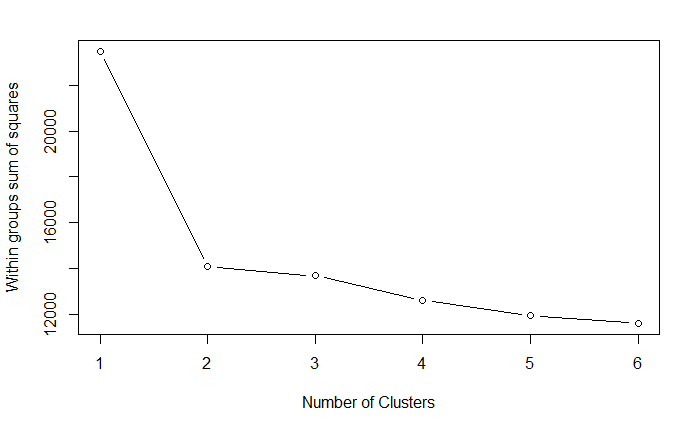 Within groups sum of squares
20000
16000
12000
1 2 3 4 5 6
Number of Clusters